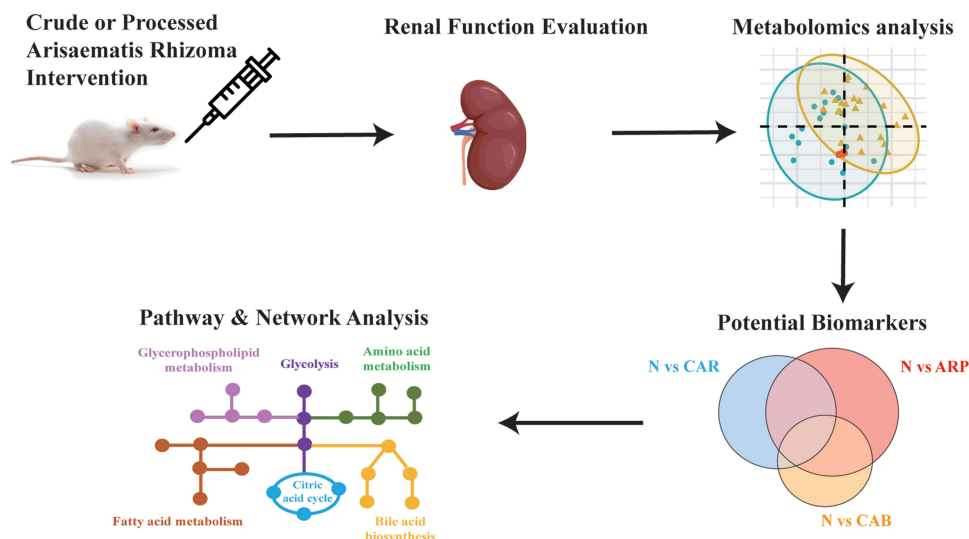 Crude or Processed
Arisaematis Rhizoma
Intervention
Renal Function Evaluation
Metabolomics analysis
Potential Biomarkers
N vs CAR
N vs ARP
N vs CAB
Pathway & Network Analysis
Glycerophospholipid
metabolism
Glycolysis
Amino acid
metabolism
Citric
acid cycle
Fatty acid metabolism
Bile acid
biosynthesis